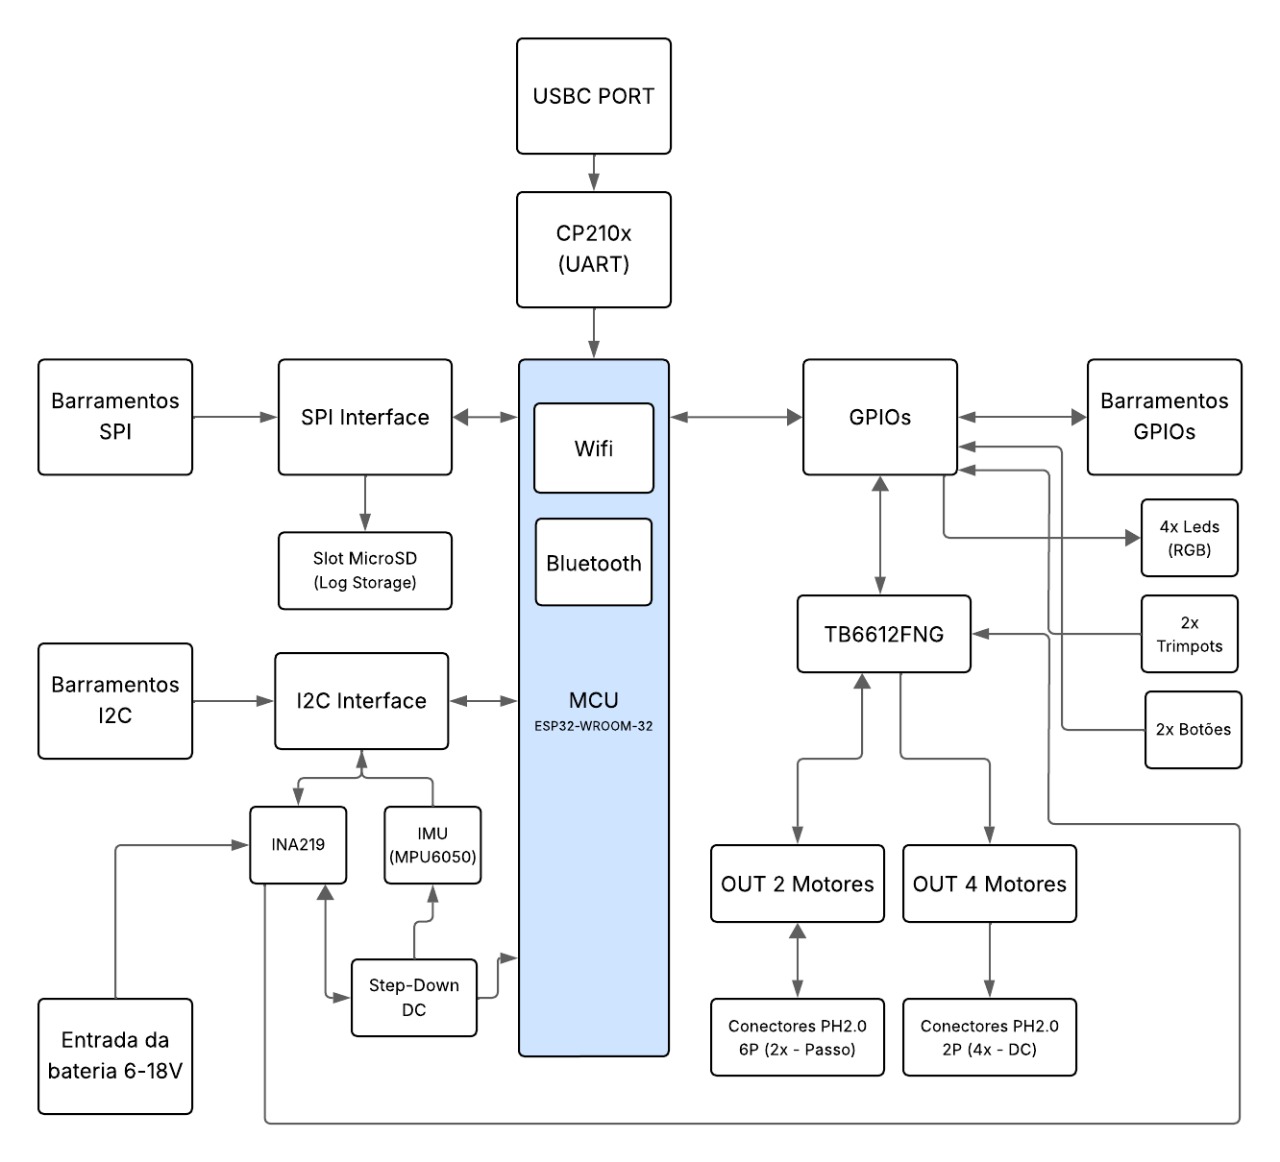 USBC PORT
CP210x
(UART)
Barramentos
SPI
SPI Interface
Wifi
GPIOs
Barramentos
GPIOs
Slot MicroSD
(Log Storage)
Bluetooth
4x Leds
(RGB)
TB6612FNG
2x
Trimpots
Barramentos
I2C
I2C Interface
MCU
ESP32-WROOM-32
2x Botões
INA219
IMU
(MPU6050)
OUT 2 Motores
OUT 4 Motores
Step-Down
DC
Entrada da
bateria 6-18V
Conectores PH2.0
6P (2x - Passo)
Conectores PH2.0
2P (4x - DC)